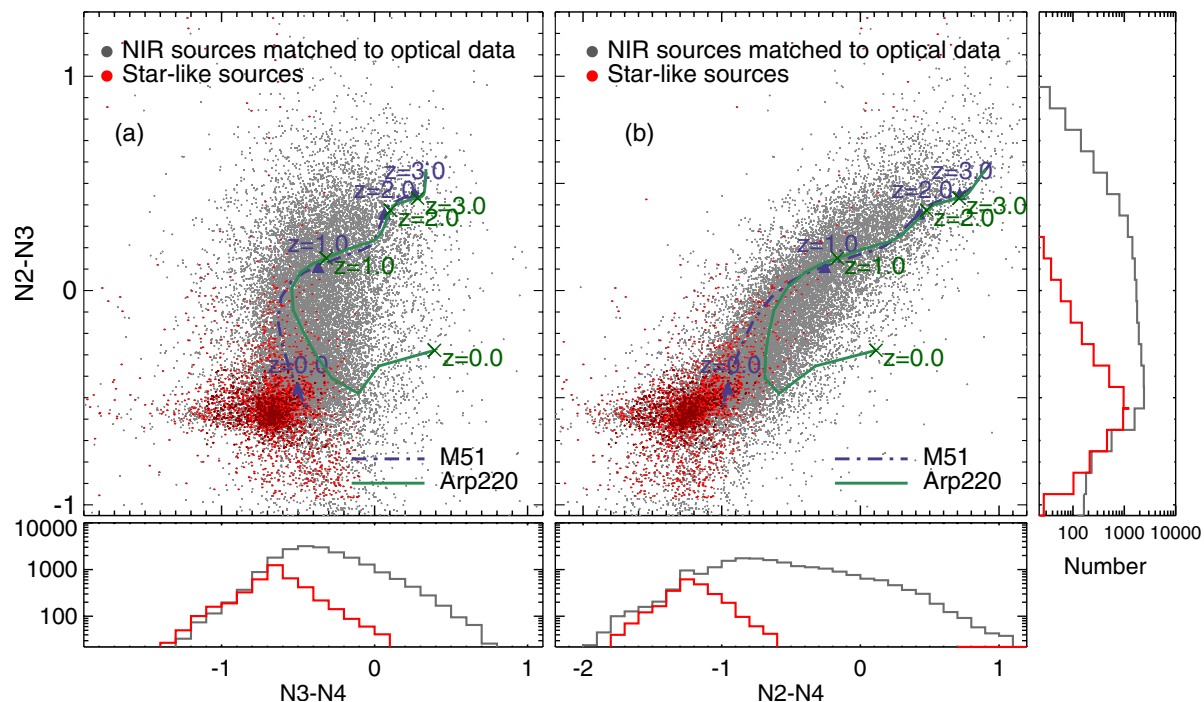 NIR sources matched to optical data
Star-like sources
(a)
z=3.0
z=2.0
z=3.0
z=2.0
z=1.0
z=1.0
z=0.0
z=0.0
M51
Arp220
NIR sources matched to optical data
Star-like sources
(b)
z=3.0
z=2.0
z=3.0
z=2.0
z=1.0
z=1.0
z=0.0
z=0.0
M51
Arp220
N2-N3
1
0
-1
10000
1000
100
-1
0
1
N3-N4
-2
-1
0
1
N2-N4
100
1000
10000
Number